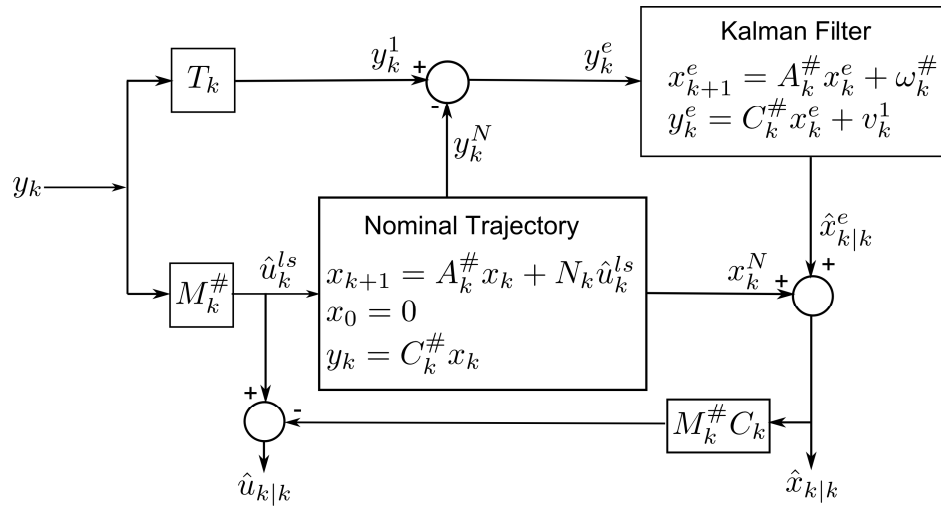 Kalman Filter
x_{k+1}^e = A_k^# x_k^e + ω_k^#
y_k^e = C_k^# x_k^e + v_k^1
T_k
y_k^1
+
-
y_k^e
y_k^N
y_k
Nominal Trajectory
x_{k+1} = A_k^# x_k + N_k û_k^{ls}
x_0 = 0
y_k = C_k^# x_k
M_k^#
û_k^{ls}
x_k^N
x̂_{k|k}^e
+
+
+
-
M_k^# C_k
û_{k|k}
x̂_{k|k}